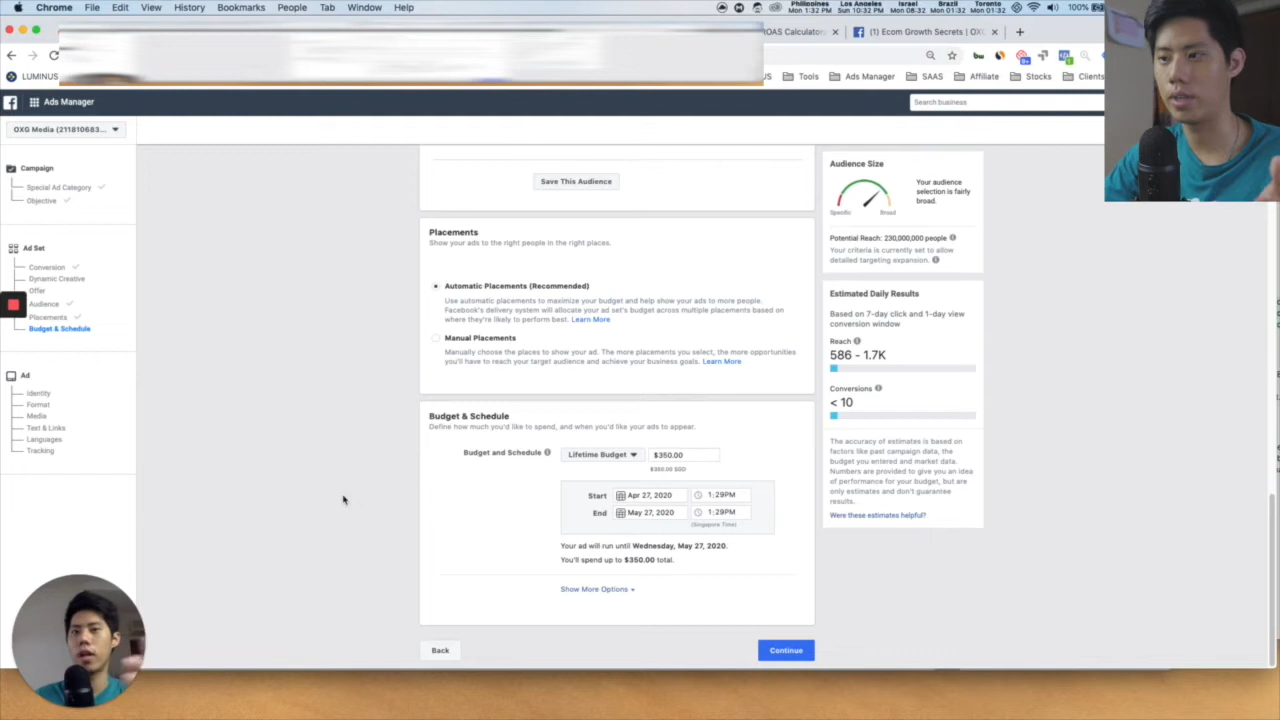 Chrome File Edit View History Bookmarks People Tab Window Help
Philippines Los Angeles Israel Brazil Toronto
Mon 1:32 PM Sun 10:32 PM Mon 08:32 Mon 01:32 Mon 01:32 100%
ROAS Calculator
(1) Ecom Growth Secrets | OX
LUMINUS
Tools Ads Manager SAAS Affiliate Stocks Clients
Ads Manager
Search business
OXG Media (211810683...
Campaign
Special Ad Category
Objective
Ad Set
Conversion
Dynamic Creative
Offer
Audience
Placements
Budget & Schedule
Ad
Identity
Format
Media
Text & Links
Languages
Tracking
Save This Audience
Placements
Show your ads to the right people in the right places.
Automatic Placements (Recommended)
Use automatic placements to maximize your budget and help show your ads to more people.
Facebook's delivery system will allocate your ad set's budget across multiple placements based on
where they're likely to perform best. Learn More
Manual Placements
Manually choose the places to show your ad. The more placements you select, the more opportunities
you'll have to reach your target audience and achieve your business goals. Learn More
Budget & Schedule
Define how much you'd like to spend, and when you'd like your ads to appear.
Budget and Schedule
Lifetime Budget
$350.00
$350.00 SGD
Start Apr 27, 2020 1:29PM
End May 27, 2020 1:29PM
(Singapore Time)
Your ad will run until Wednesday, May 27, 2020.
You'll spend up to $350.00 total.
Show More Options
Back
Continue
Audience Size
Your audience
selection is fairly
broad.
Specific
Broad
Potential Reach: 230,000,000 people
Your criteria is currently set to allow
detailed targeting expansion.
Estimated Daily Results
Based on 7-day click and 1-day view
conversion window
Reach
586 - 1.7K
Conversions
< 10
The accuracy of estimates is based on
factors like past campaign data, the
budget you entered and market data.
Numbers are provided to give you an idea
of performance for your budget, but are
only estimates and don't guarantee
results.
Were these estimates helpful?